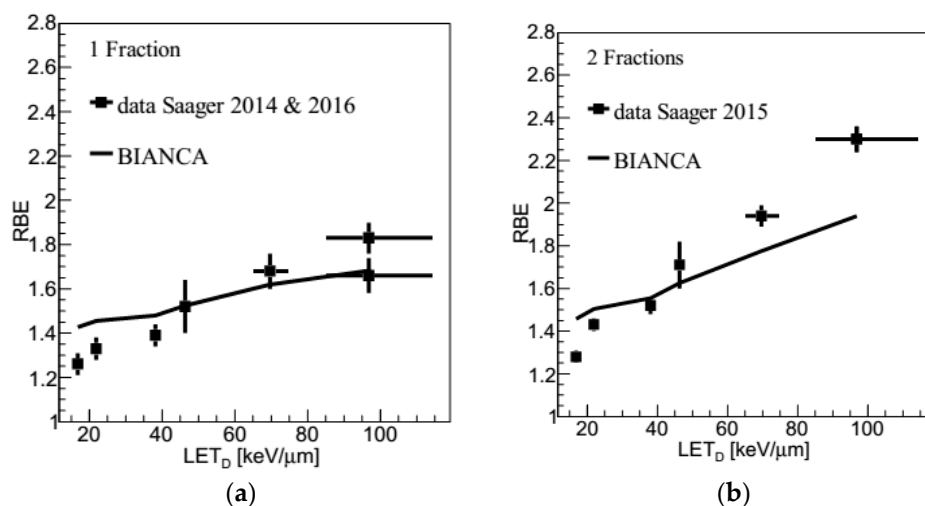 2.8
2.6
2.4
2.2
2
1.8
1.6
1.4
1.2
1
RBE
1 Fraction
data Saager 2014 & 2016
BIANCA
20 40 60 80 100
LET_D [keV/μm]
(a)
2.8
2.6
2.4
2.2
2
1.8
1.6
1.4
1.2
1
RBE
2 Fractions
data Saager 2015
BIANCA
20 40 60 80 100
LET_D [keV/μm]
(b)